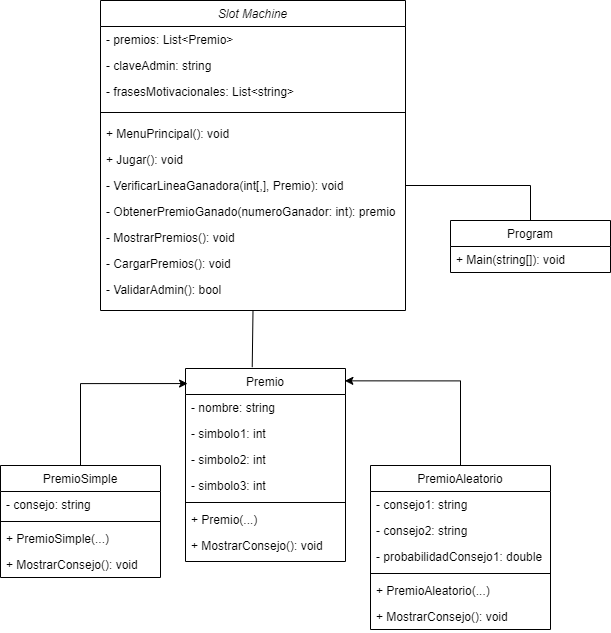 Slot Machine
- premios: List<Premio>
- claveAdmin: string
- frasesMotivacionales: List<string>
+ MenuPrincipal(): void
+ Jugar(): void
- VerificarLineaGanadora(int[,], Premio): void
- ObtenerPremioGanado(numeroGanador: int): premio
- MostrarPremios(): void
- CargarPremios(): void
- ValidarAdmin(): bool
Program
+ Main(string[]): void
Premio
- nombre: string
- simbolo1: int
- simbolo2: int
- simbolo3: int
+ Premio(...)
+ MostrarConsejo(): void
PremioSimple
- consejo: string
+ PremioSimple(...)
+ MostrarConsejo(): void
PremioAleatorio
- consejo1: string
- consejo2: string
- probabilidadConsejo1: double
+ PremioAleatorio(...)
+ MostrarConsejo(): void